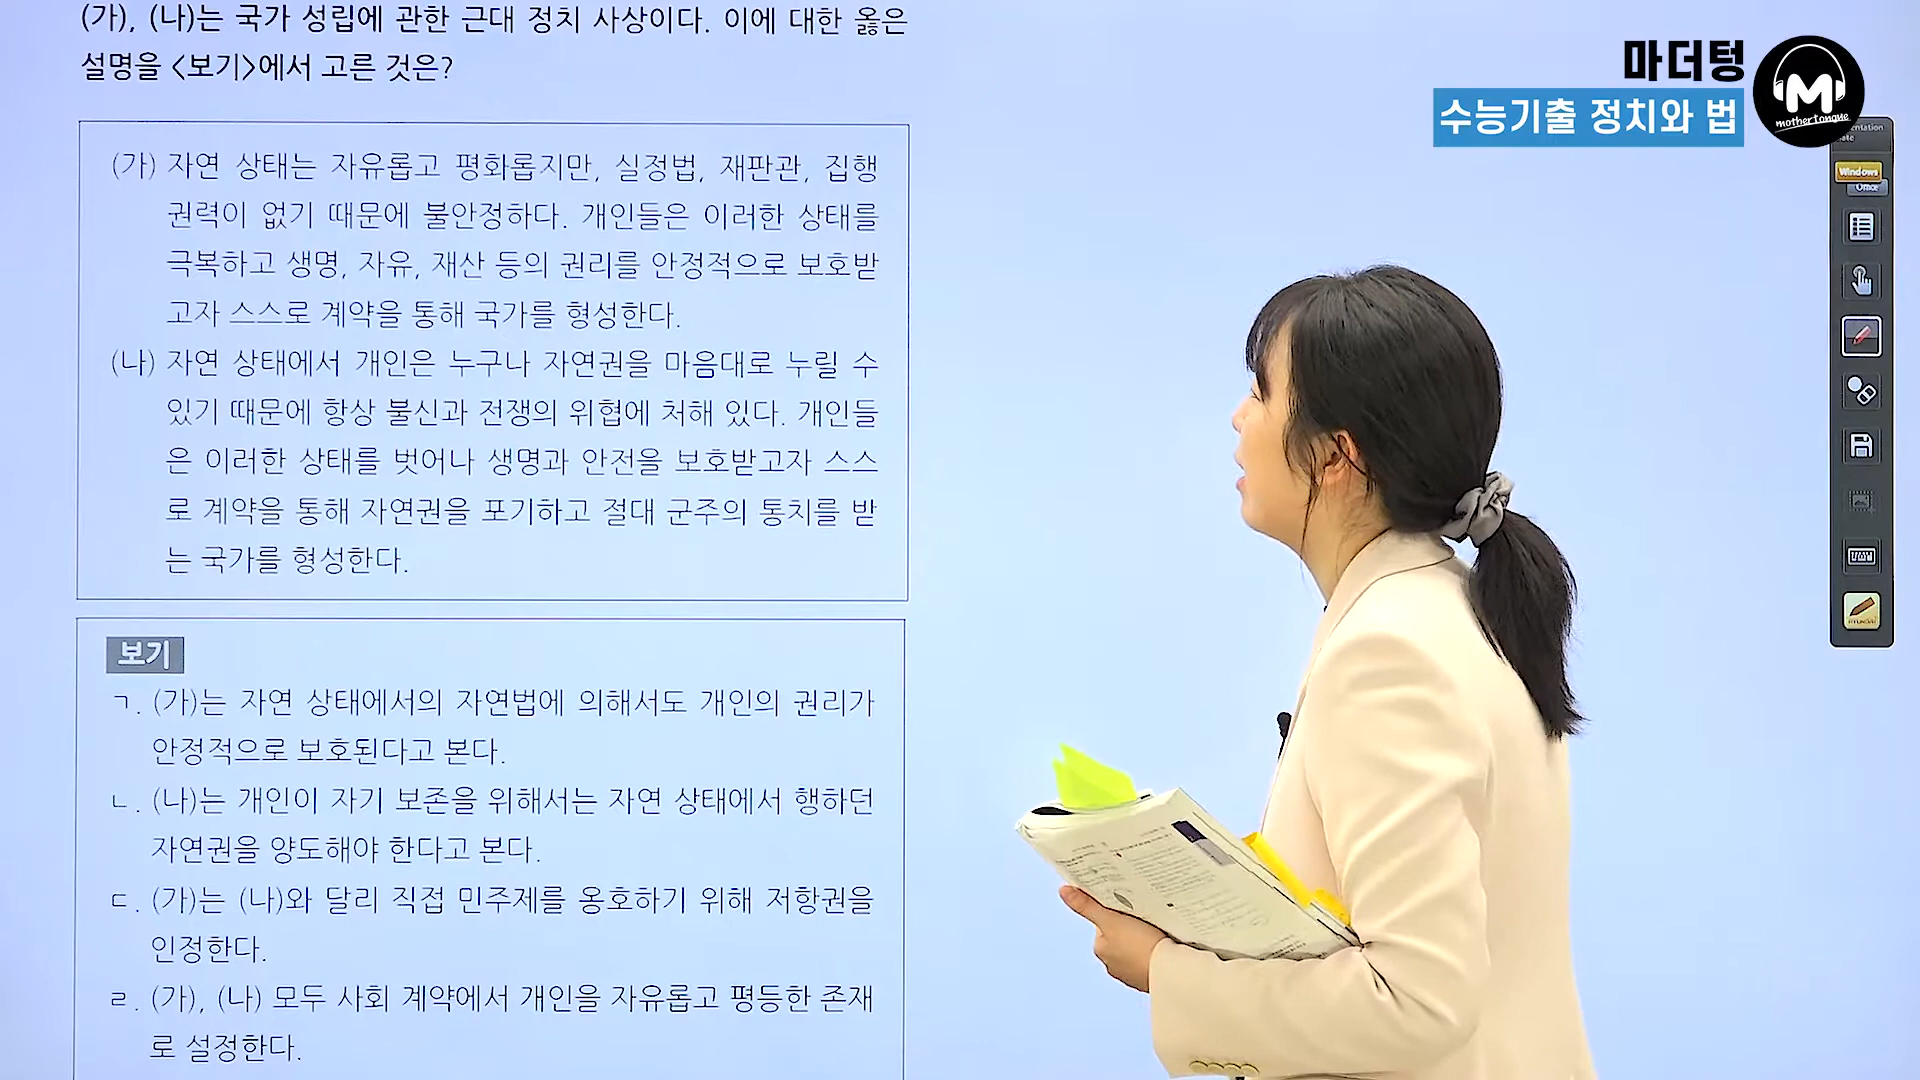 (가), (나)는 국가 성립에 관한 근대 정치 사상이다. 이에 대한 옳은
설명을 <보기>에서 고른 것은?
(가) 자연 상태는 자유롭고 평화롭지만, 실정법, 재판관, 집행
권력이 없기 때문에 불안정하다. 개인들은 이러한 상태를
극복하고 생명, 자유, 재산 등의 권리를 안정적으로 보호받
고자 스스로 계약을 통해 국가를 형성한다.
(나) 자연 상태에서 개인은 누구나 자연권을 마음대로 누릴 수
있기 때문에 항상 불신과 전쟁의 위협에 처해 있다. 개인들
은 이러한 상태를 벗어나 생명과 안전을 보호받고자 스스
로 계약을 통해 자연권을 포기하고 절대 군주의 통치를 받
는 국가를 형성한다.
보기
ㄱ. (가)는 자연 상태에서의 자연법에 의해서도 개인의 권리가
안정적으로 보호된다고 본다.
ㄴ. (나)는 개인이 자기 보존을 위해서는 자연 상태에서 행하던
자연권을 양도해야 한다고 본다.
ㄷ. (가)는 (나)와 달리 직접 민주제를 옹호하기 위해 저항권을
인정한다.
ㄹ. (가), (나) 모두 사회 계약에서 개인을 자유롭고 평등한 존재
로 설정한다.
마더텅
수능기출 정치와 법
M
mothertongue
Windows
Office
HYUNDAI